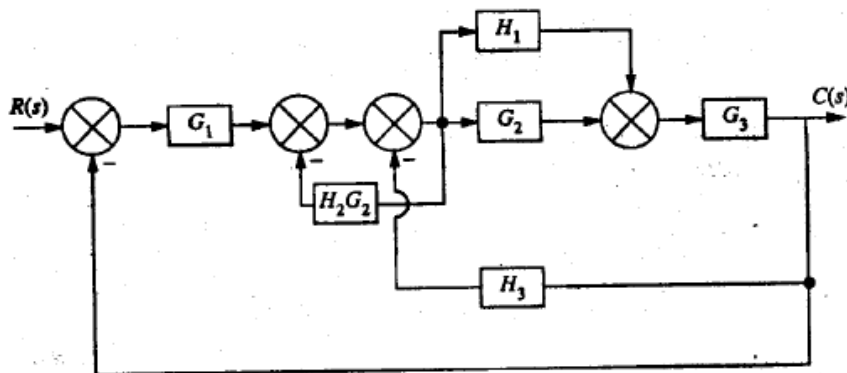 H₁
R(s)
G₁
G₂
G₃
C(s)
−
−
−
H₂G₂
H₃